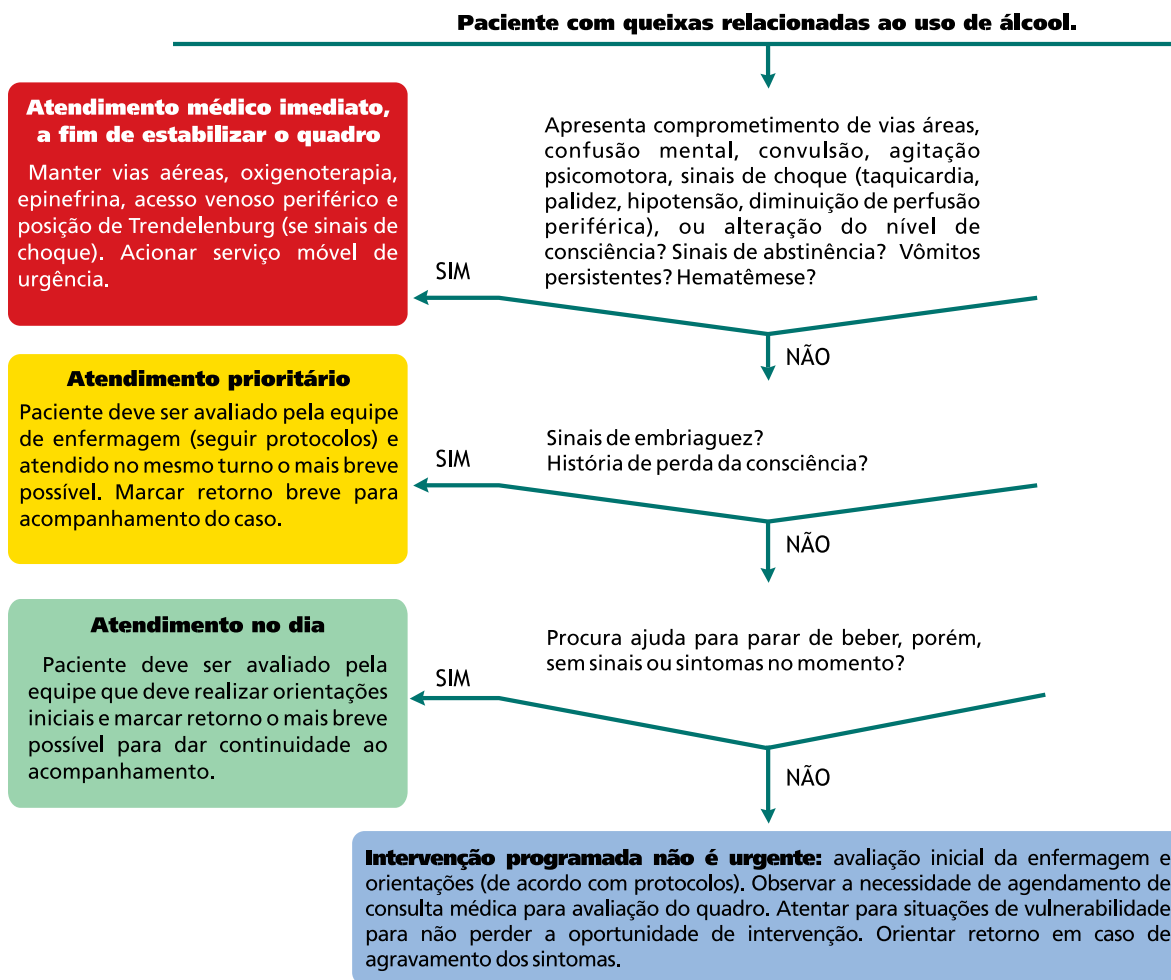 Paciente com queixas relacionadas ao uso de álcool.
Apresenta comprometimento de vias áreas,
confusão mental, convulsão, agitação
psicomotora, sinais de choque (taquicardia,
palidez, hipotensão, diminuição de perfusão
periférica), ou alteração do nível de
consciência? Sinais de abstinência? Vômitos
persistentes? Hematêmese?
SIM
Atendimento médico imediato,
a fim de estabilizar o quadro
Manter vias aéreas, oxigenoterapia,
epinefrina, acesso venoso periférico e
posição de Trendelenburg (se sinais de
choque). Acionar serviço móvel de
urgência.
NÃO
Sinais de embriaguez?
História de perda da consciência?
SIM
Atendimento prioritário
Paciente deve ser avaliado pela equipe
de enfermagem (seguir protocolos) e
atendido no mesmo turno o mais breve
possível. Marcar retorno breve para
acompanhamento do caso.
NÃO
Procura ajuda para parar de beber, porém,
sem sinais ou sintomas no momento?
SIM
Atendimento no dia
Paciente deve ser avaliado pela
equipe que deve realizar orientações
iniciais e marcar retorno o mais breve
possível para dar continuidade ao
acompanhamento.
NÃO
Intervenção programada não é urgente: avaliação inicial da enfermagem e
orientações (de acordo com protocolos). Observar a necessidade de agendamento de
consulta médica para avaliação do quadro. Atentar para situações de vulnerabilidade
para não perder a oportunidade de intervenção. Orientar retorno em caso de
agravamento dos sintomas.